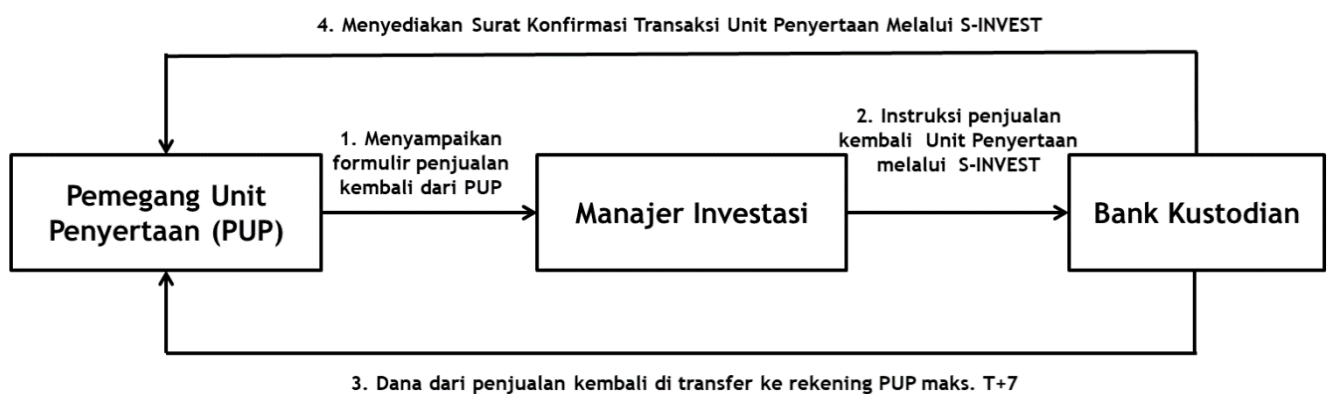 4. Menyediakan Surat Konfirmasi Transaksi Unit Penyertaan Melalui S-INVEST
1. Menyampaikan
formulir penjualan
kembali dari PUP
2. Instruksi penjualan
kembali Unit Penyertaan
melalui S-INVEST
Pemegang Unit
Penyertaan (PUP)
Manajer Investasi
Bank Kustodian
3. Dana dari penjualan kembali di transfer ke rekening PUP maks. T+7